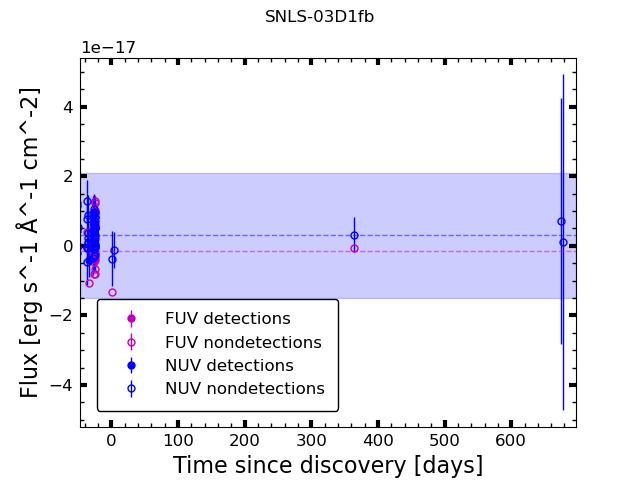 SNLS-03D1fb
1e−17
4
2
0
−2
−4
Flux [erg s^-1 Å^-1 cm^-2]
FUV detections
FUV nondetections
NUV detections
NUV nondetections
0 100 200 300 400 500 600
Time since discovery [days]